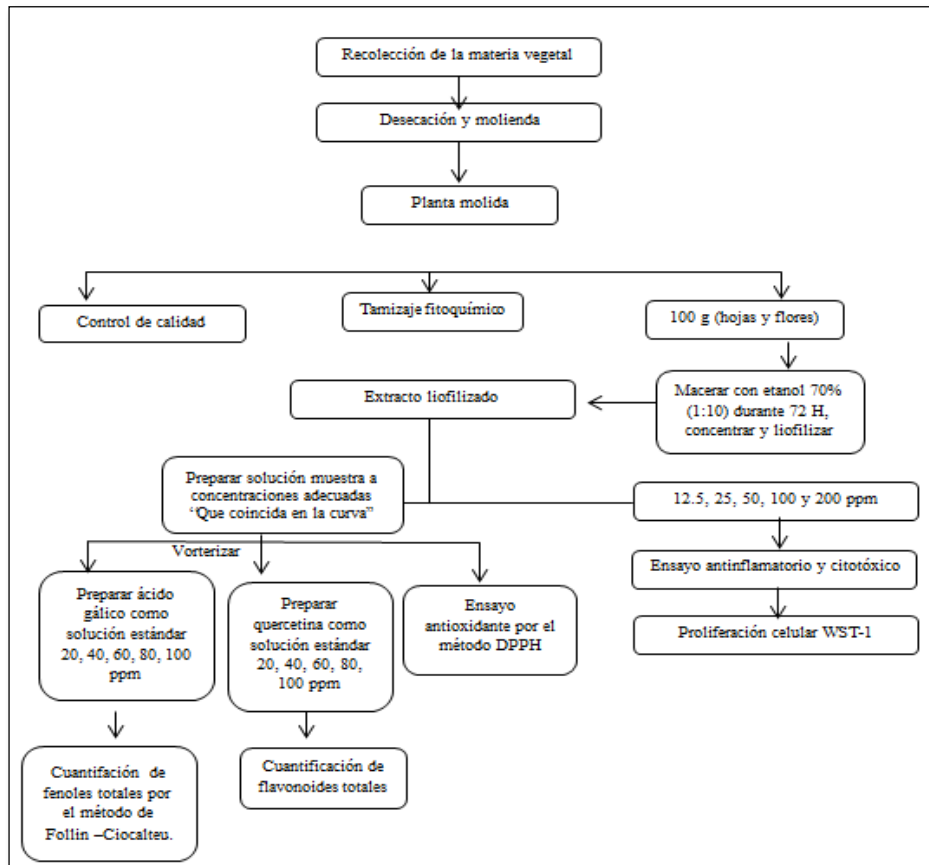 Recolección de la materia vegetal
Desecación y molienda
Planta molida
Control de calidad
Tamizaje fitoquímico
100 g (hojas y flores)
Macerar con etanol 70%
(1:10) durante 72 H,
concentrar y liofilizar
Extracto liofilizado
Preparar solución muestra a
concentraciones adecuadas
“Que coincida en la curva”
12.5, 25, 50, 100 y 200 ppm
Vorterizar
Ensayo antinflamatorio y citotóxico
Proliferación celular WST-1
Preparar ácido
gálico como
solución estándar
20, 40, 60, 80, 100
ppm
Preparar
quercetina como
solución estándar
20, 40, 60, 80,
100 ppm
Ensayo
antioxidante por el
método DPPH
Cuantifación de
fenoles totales por
el método de
Follin –Ciocalteu.
Cuantificación de
flavonoides totales